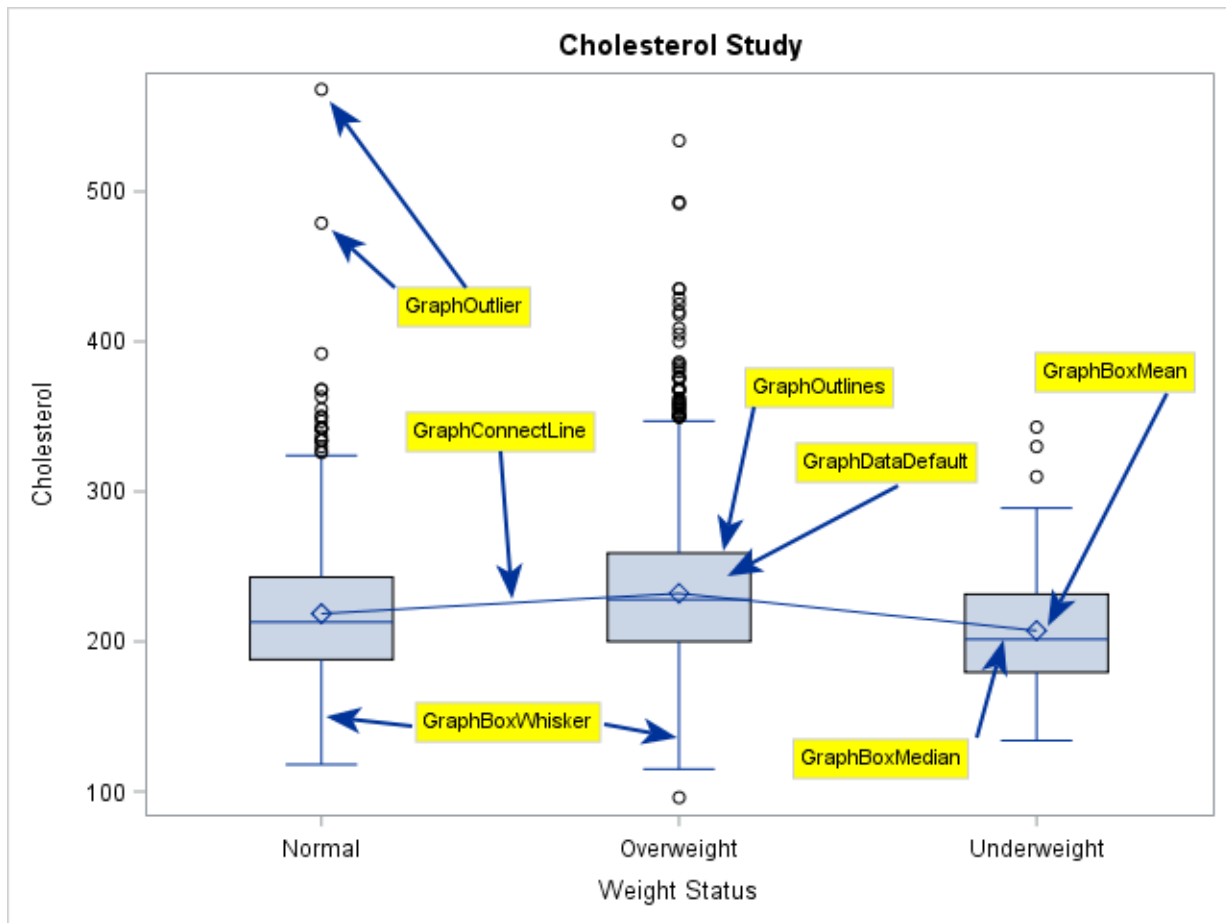 Cholesterol Study
500
400
300
200
100
Cholesterol
GraphOutlier
GraphConnectLine
GraphOutlines
GraphBoxMean
GraphDataDefault
GraphBoxWhisker
GraphBoxMedian
Normal
Overweight
Underweight
Weight Status